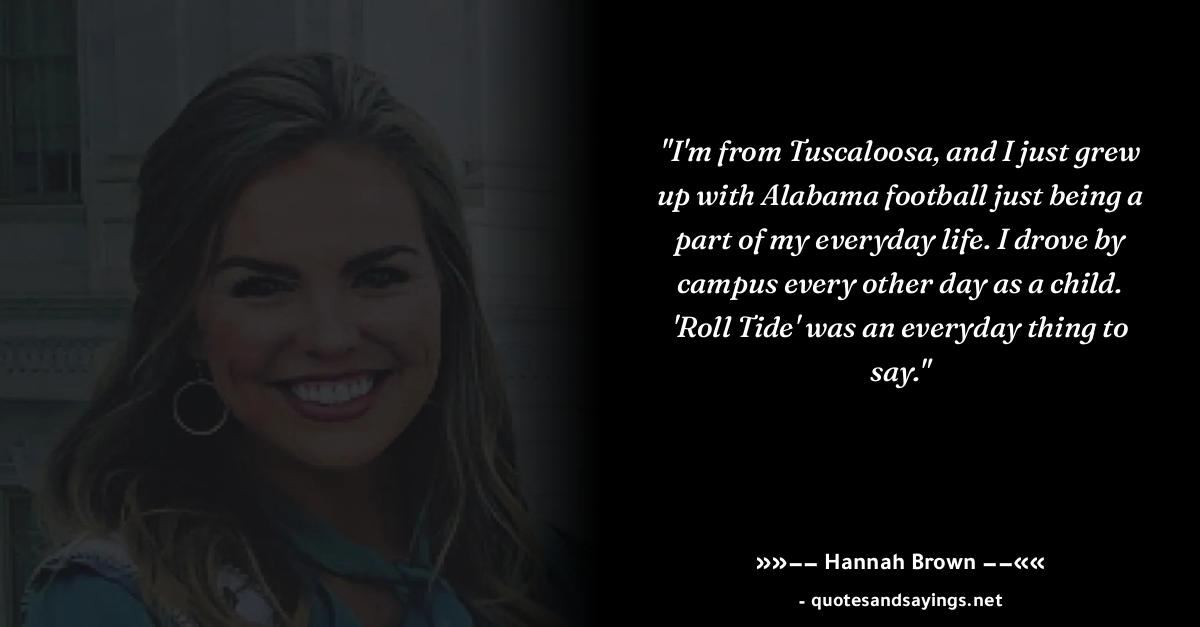 "I'm from Tuscaloosa, and I just grew
up with Alabama football just being a
part of my everyday life. I drove by
campus every other day as a child.
'Roll Tide' was an everyday thing to
say."
»»−− Hannah Brown −−««
- quotesandsayings.net